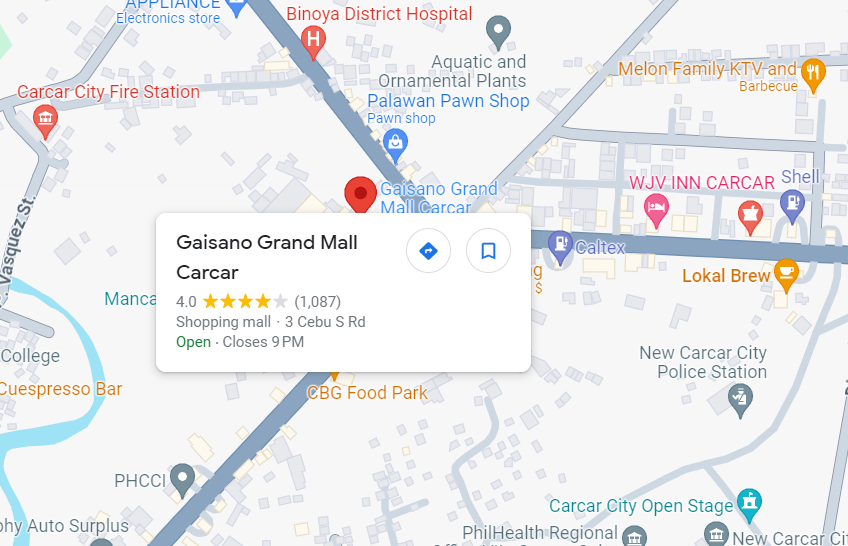 APPLIANCE
Electronics store
Binoya District Hospital
H
Aquatic and
Ornamental Plants
Melon Family KTV and
Barbecue
Carcar City Fire Station
Palawan Pawn Shop
Pawn shop
Gaisano Grand
Mall Carcar
WJV INN CARCAR
Shell
Vasquez St.
Gaisano Grand Mall
Carcar
4.0 (1,087)
Shopping mall · 3 Cebu S Rd
Open · Closes 9 PM
Caltex
Lokal Brew
$
Manca
College
Cuespresso Bar
CBG Food Park
New Carcar City
Police Station
PHCCI
Carcar City Open Stage
phy Auto Surplus
PhilHealth Regional
New Carcar Cit